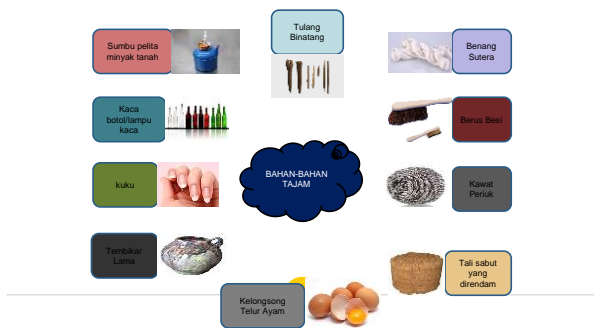 Tulang
Binatang
Sumbu pelita
minyak tanah
Benang
Sutera
Kaca
botol/lampu
kaca
Berus Besi
BAHAN-BAHAN
TAJAM
kuku
Kawat
Periuk
Tembikar
Lama
Tali sabut
yang
direndam
Kelongsong
Telur Ayam